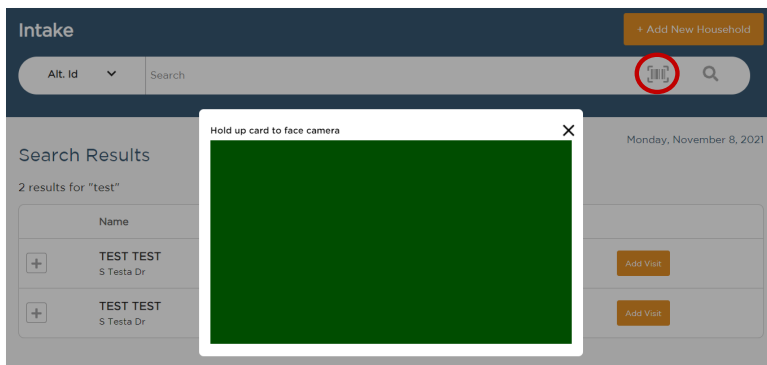 Intake
+ Add New Household
Alt. Id
Search
Hold up card to face camera
Monday, November 8, 2021
Search Results
2 results for "test"
Name
TEST TEST
S Testa Dr
Add Visit
TEST TEST
S Testa Dr
Add Visit